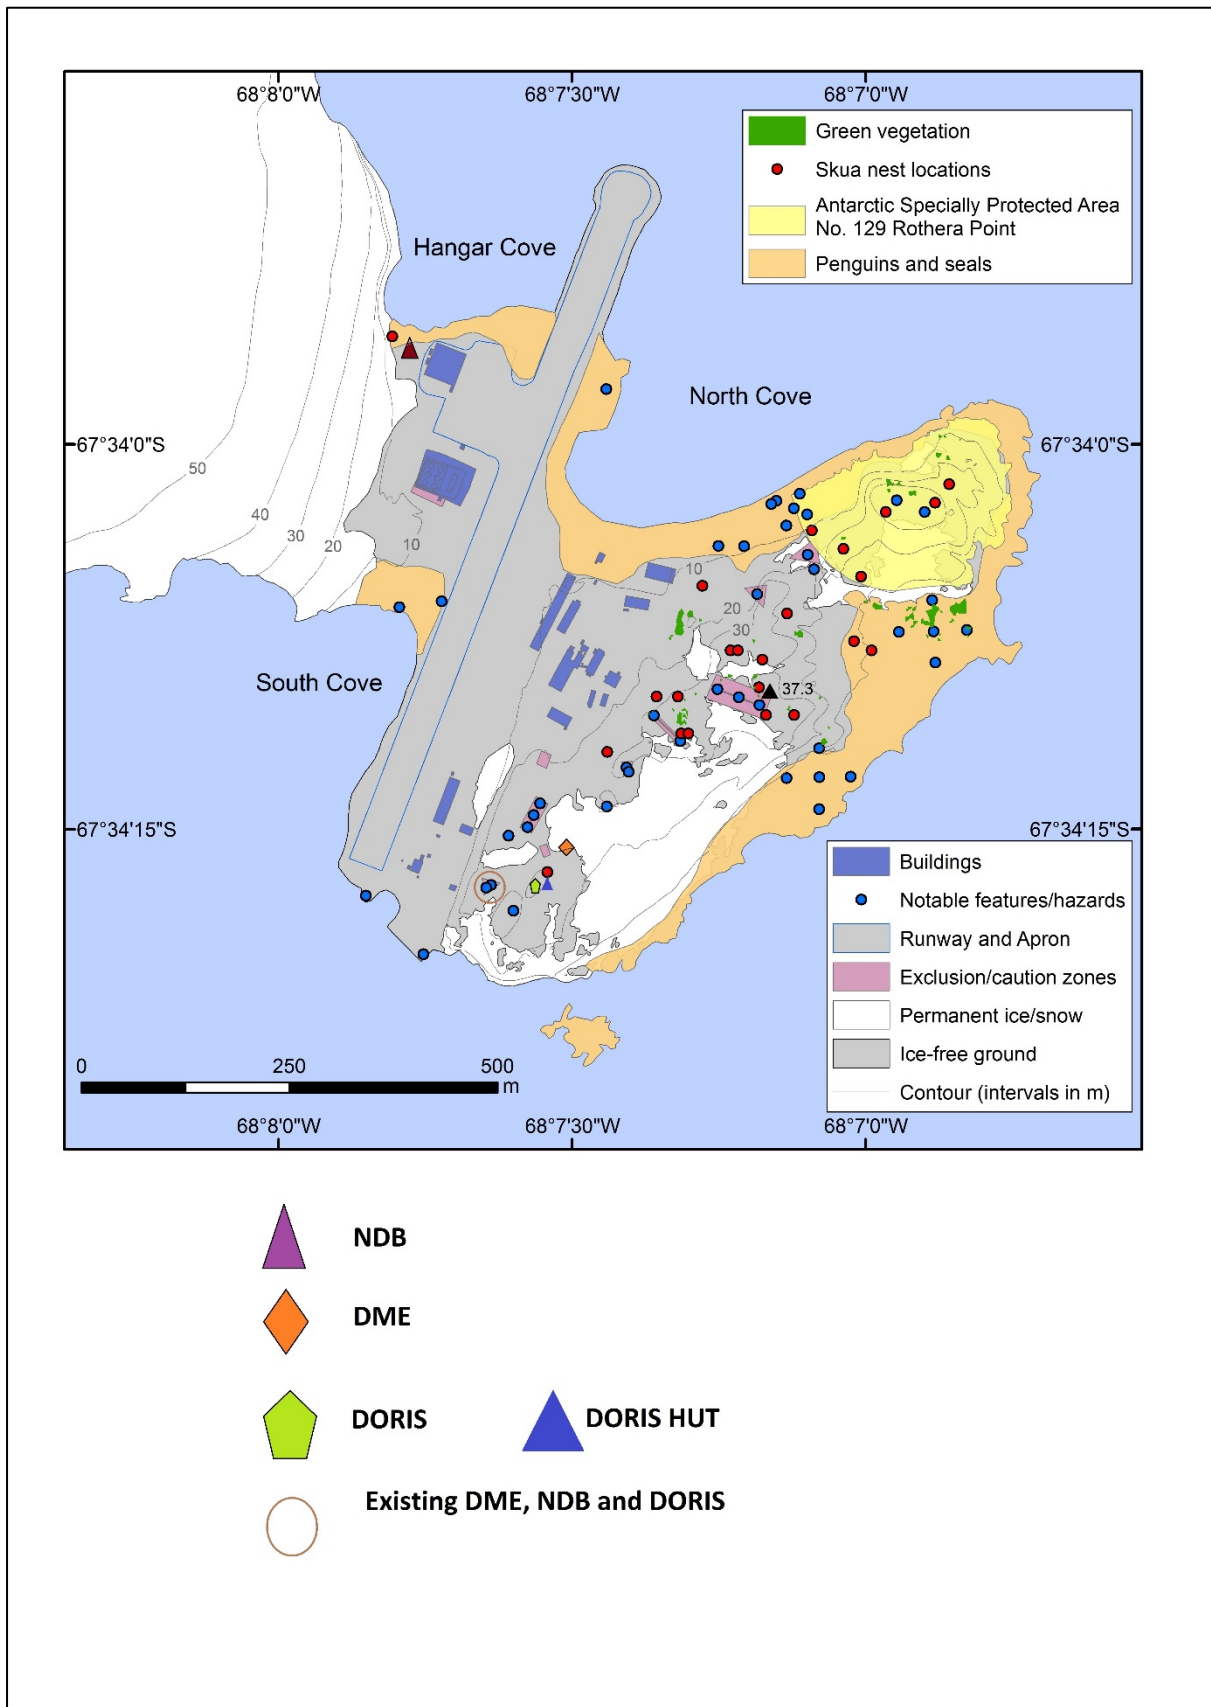 68°8'0"W
68°7'30"W
68°7'0"W
Green vegetation
Skua nest locations
Antarctic Specially Protected Area
No. 129 Rothera Point
Penguins and seals
Hangar Cove
North Cove
67°34'0"S
67°34'0"S
50
40
30
20
10
10
20
30
37.3
South Cove
67°34'15"S
67°34'15"S
Buildings
Notable features/hazards
Runway and Apron
Exclusion/caution zones
Permanent ice/snow
Ice-free ground
Contour (intervals in m)
0
250
500
m
68°8'0"W
68°7'30"W
68°7'0"W
NDB
DME
DORIS
DORIS HUT
Existing DME, NDB and DORIS